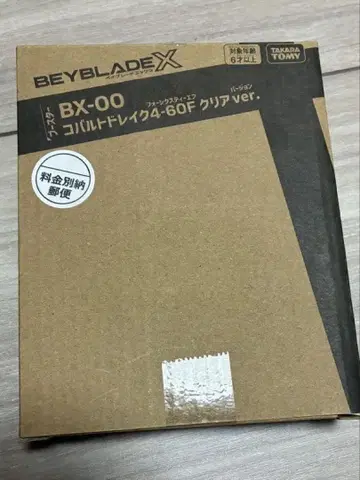 BEYBLADE X
ベイブレードエックス
対象年齢
6才以上
TAKARA
TOMY
ブースター
BX-00
フォーシックスティ・エフ
バージョン
コバルトドレイク4-60F クリアver.
料金別納
郵便